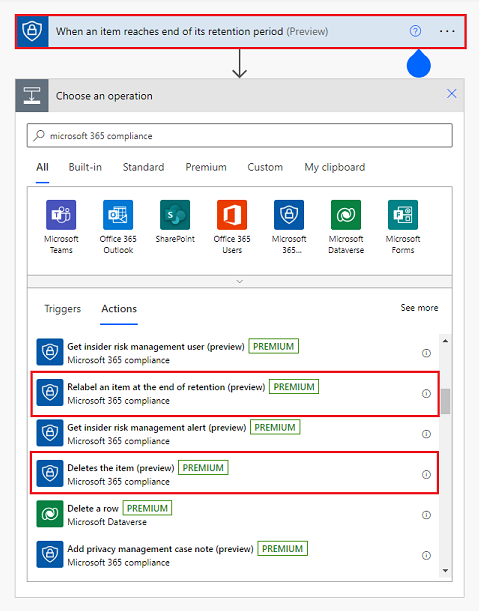 When an item reaches end of its retention period (Preview)
Choose an operation
microsoft 365 compliance
All Built-in Standard Premium Custom My clipboard
Microsoft Teams
Office 365 Outlook
SharePoint
Office 365 Users
Microsoft 365...
Microsoft Dataverse
Microsoft Forms
Triggers Actions See more
Get insider risk management user (preview) PREMIUM
Microsoft 365 compliance
Relabel an item at the end of retention (preview) PREMIUM
Microsoft 365 compliance
Get insider risk management alert (preview) PREMIUM
Microsoft 365 compliance
Deletes the item (preview) PREMIUM
Microsoft 365 compliance
Delete a row PREMIUM
Microsoft Dataverse
Add privacy management case note (preview) PREMIUM
Microsoft 365 compliance